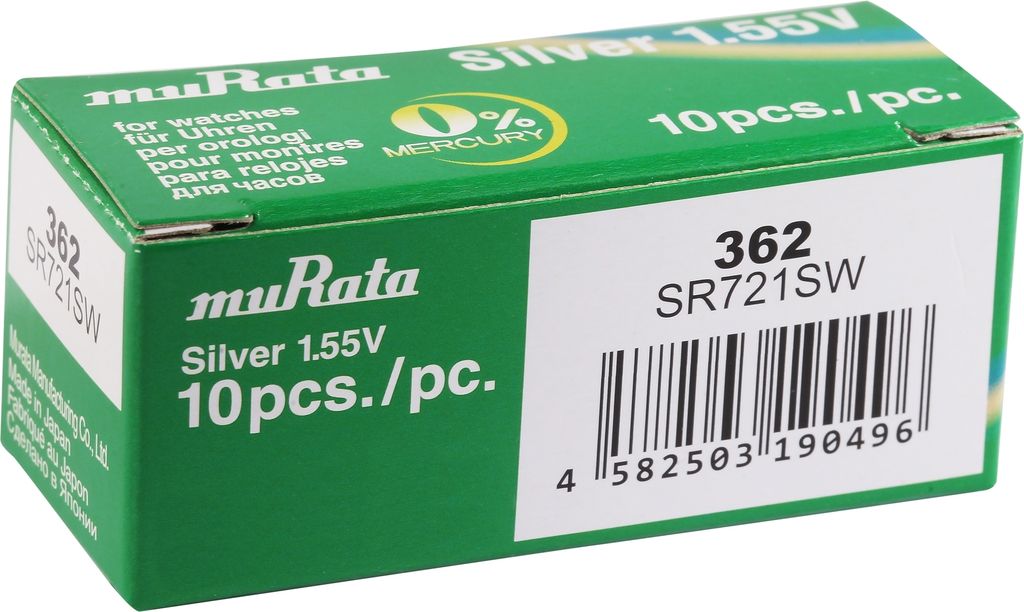 muRata
Silver 1.55V
for watches
für Uhren
per orologi
pour montres
para relojes
для часов
0%
MERCURY
10pcs./pc.
362
SR721SW
Murata Manufacturing Co., Ltd.
Made in Japan
Fabriqué au Japon
Сделано в Японии
muRata
Silver 1.55V
10pcs./pc.
362
SR721SW
4 582503 190496